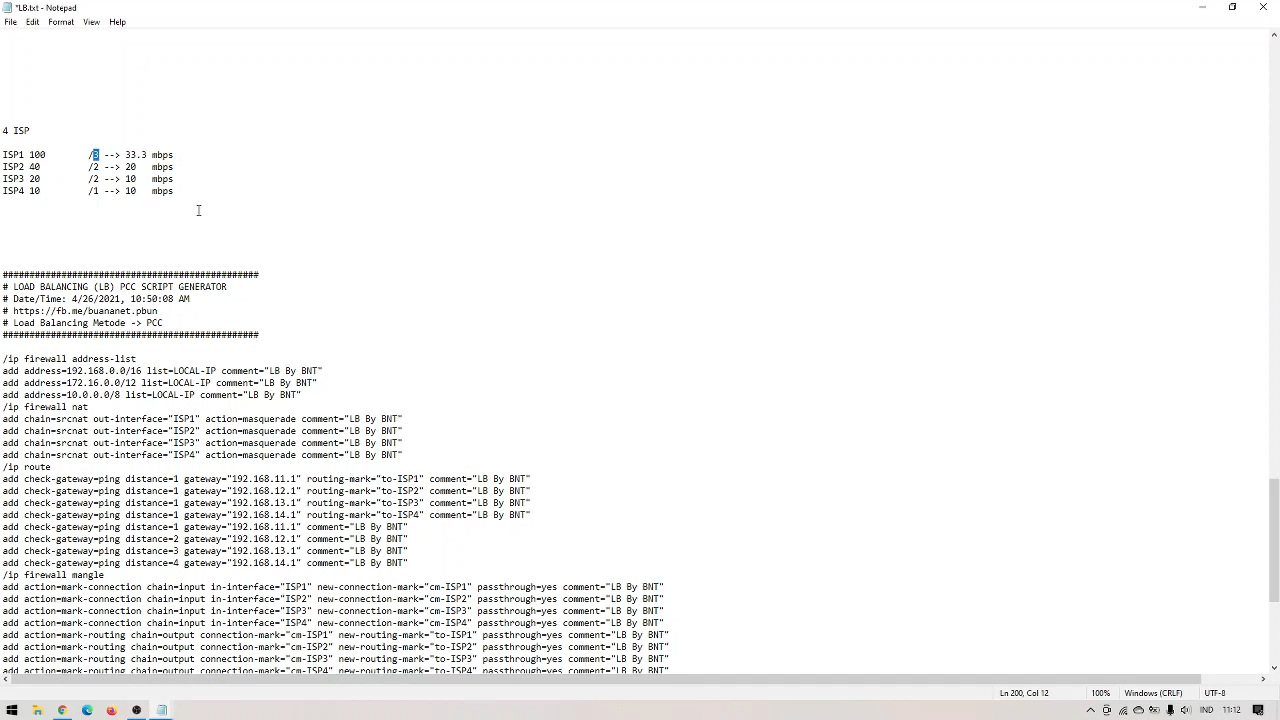 *LB.txt - Notepad
File Edit Format View Help
4 ISP
ISP1 100 /3 --> 33.3 mbps
ISP2 40 /2 --> 20 mbps
ISP3 20 /2 --> 10 mbps
ISP4 10 /1 --> 10 mbps
################################################
# LOAD BALANCING (LB) PCC SCRIPT GENERATOR
# Date/Time: 4/26/2021, 10:50:08 AM
# https://fb.me/buananet.pbun
# Load Balancing Metode -> PCC
################################################
/ip firewall address-list
add address=192.168.0.0/16 list=LOCAL-IP comment="LB By BNT"
add address=172.16.0.0/12 list=LOCAL-IP comment="LB By BNT"
add address=10.0.0.0/8 list=LOCAL-IP comment="LB By BNT"
/ip firewall nat
add chain=srcnat out-interface="ISP1" action=masquerade comment="LB By BNT"
add chain=srcnat out-interface="ISP2" action=masquerade comment="LB By BNT"
add chain=srcnat out-interface="ISP3" action=masquerade comment="LB By BNT"
add chain=srcnat out-interface="ISP4" action=masquerade comment="LB By BNT"
/ip route
add check-gateway=ping distance=1 gateway="192.168.11.1" routing-mark="to-ISP1" comment="LB By BNT"
add check-gateway=ping distance=1 gateway="192.168.12.1" routing-mark="to-ISP2" comment="LB By BNT"
add check-gateway=ping distance=1 gateway="192.168.13.1" routing-mark="to-ISP3" comment="LB By BNT"
add check-gateway=ping distance=1 gateway="192.168.14.1" routing-mark="to-ISP4" comment="LB By BNT"
add check-gateway=ping distance=1 gateway="192.168.11.1" comment="LB By BNT"
add check-gateway=ping distance=2 gateway="192.168.12.1" comment="LB By BNT"
add check-gateway=ping distance=3 gateway="192.168.13.1" comment="LB By BNT"
add check-gateway=ping distance=4 gateway="192.168.14.1" comment="LB By BNT"
/ip firewall mangle
add action=mark-connection chain=input in-interface="ISP1" new-connection-mark="cm-ISP1" passthrough=yes comment="LB By BNT"
add action=mark-connection chain=input in-interface="ISP2" new-connection-mark="cm-ISP2" passthrough=yes comment="LB By BNT"
add action=mark-connection chain=input in-interface="ISP3" new-connection-mark="cm-ISP3" passthrough=yes comment="LB By BNT"
add action=mark-connection chain=input in-interface="ISP4" new-connection-mark="cm-ISP4" passthrough=yes comment="LB By BNT"
add action=mark-routing chain=output connection-mark="cm-ISP1" new-routing-mark="to-ISP1" passthrough=yes comment="LB By BNT"
add action=mark-routing chain=output connection-mark="cm-ISP2" new-routing-mark="to-ISP2" passthrough=yes comment="LB By BNT"
add action=mark-routing chain=output connection-mark="cm-ISP3" new-routing-mark="to-ISP3" passthrough=yes comment="LB By BNT"
add action=mark-routing chain=output connection-mark="cm-ISP4" new-routing-mark="to-ISP4" passthrough=yes comment="LB By BNT"
Ln 200, Col 12 100% Windows (CRLF) UTF-8
IND 11:12